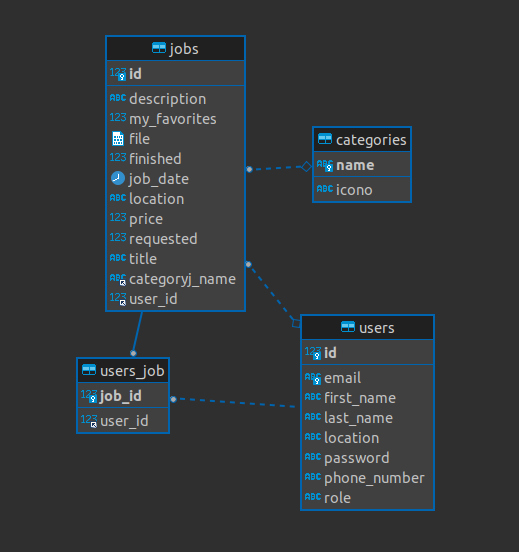 jobs
123 id
ABC description
123 my_favorites
file
123 finished
job_date
ABC location
123 price
123 requested
123 title
ABC categoryj_name
123 user_id
categories
ABC name
ABC icono
users
123 id
ABC email
ABC first_name
ABC last_name
ABC location
ABC password
ABC phone_number
ABC role
users_job
123 job_id
123 user_id